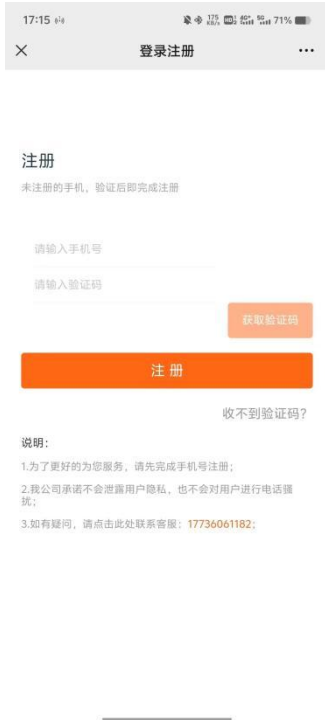 17:15
175 KB/s HD 4G+ 5G 71%
登录注册
注册
未注册的手机，验证后即完成注册
请输入手机号
请输入验证码
获取验证码
注 册
收不到验证码?
说明：
1.为了更好的为您服务，请先完成手机号注册；
2.我公司承诺不会泄露用户隐私，也不会对用户进行电话骚
扰；
3.如有疑问，请点击此处联系客服：17736061182；